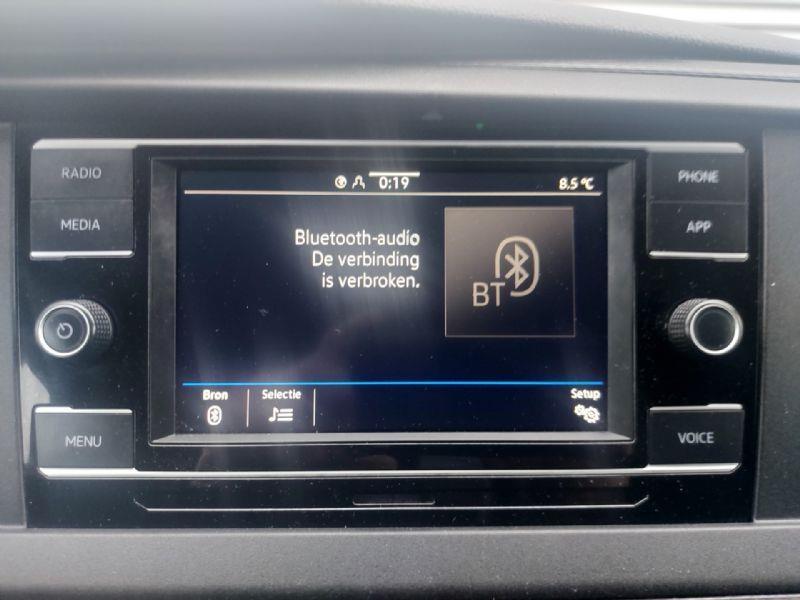 RADIO
MEDIA
MENU
0:19
8.5 °C
Bluetooth-audio
De verbinding
is verbroken.
BT
Bron
Selectie
Setup
PHONE
APP
VOICE